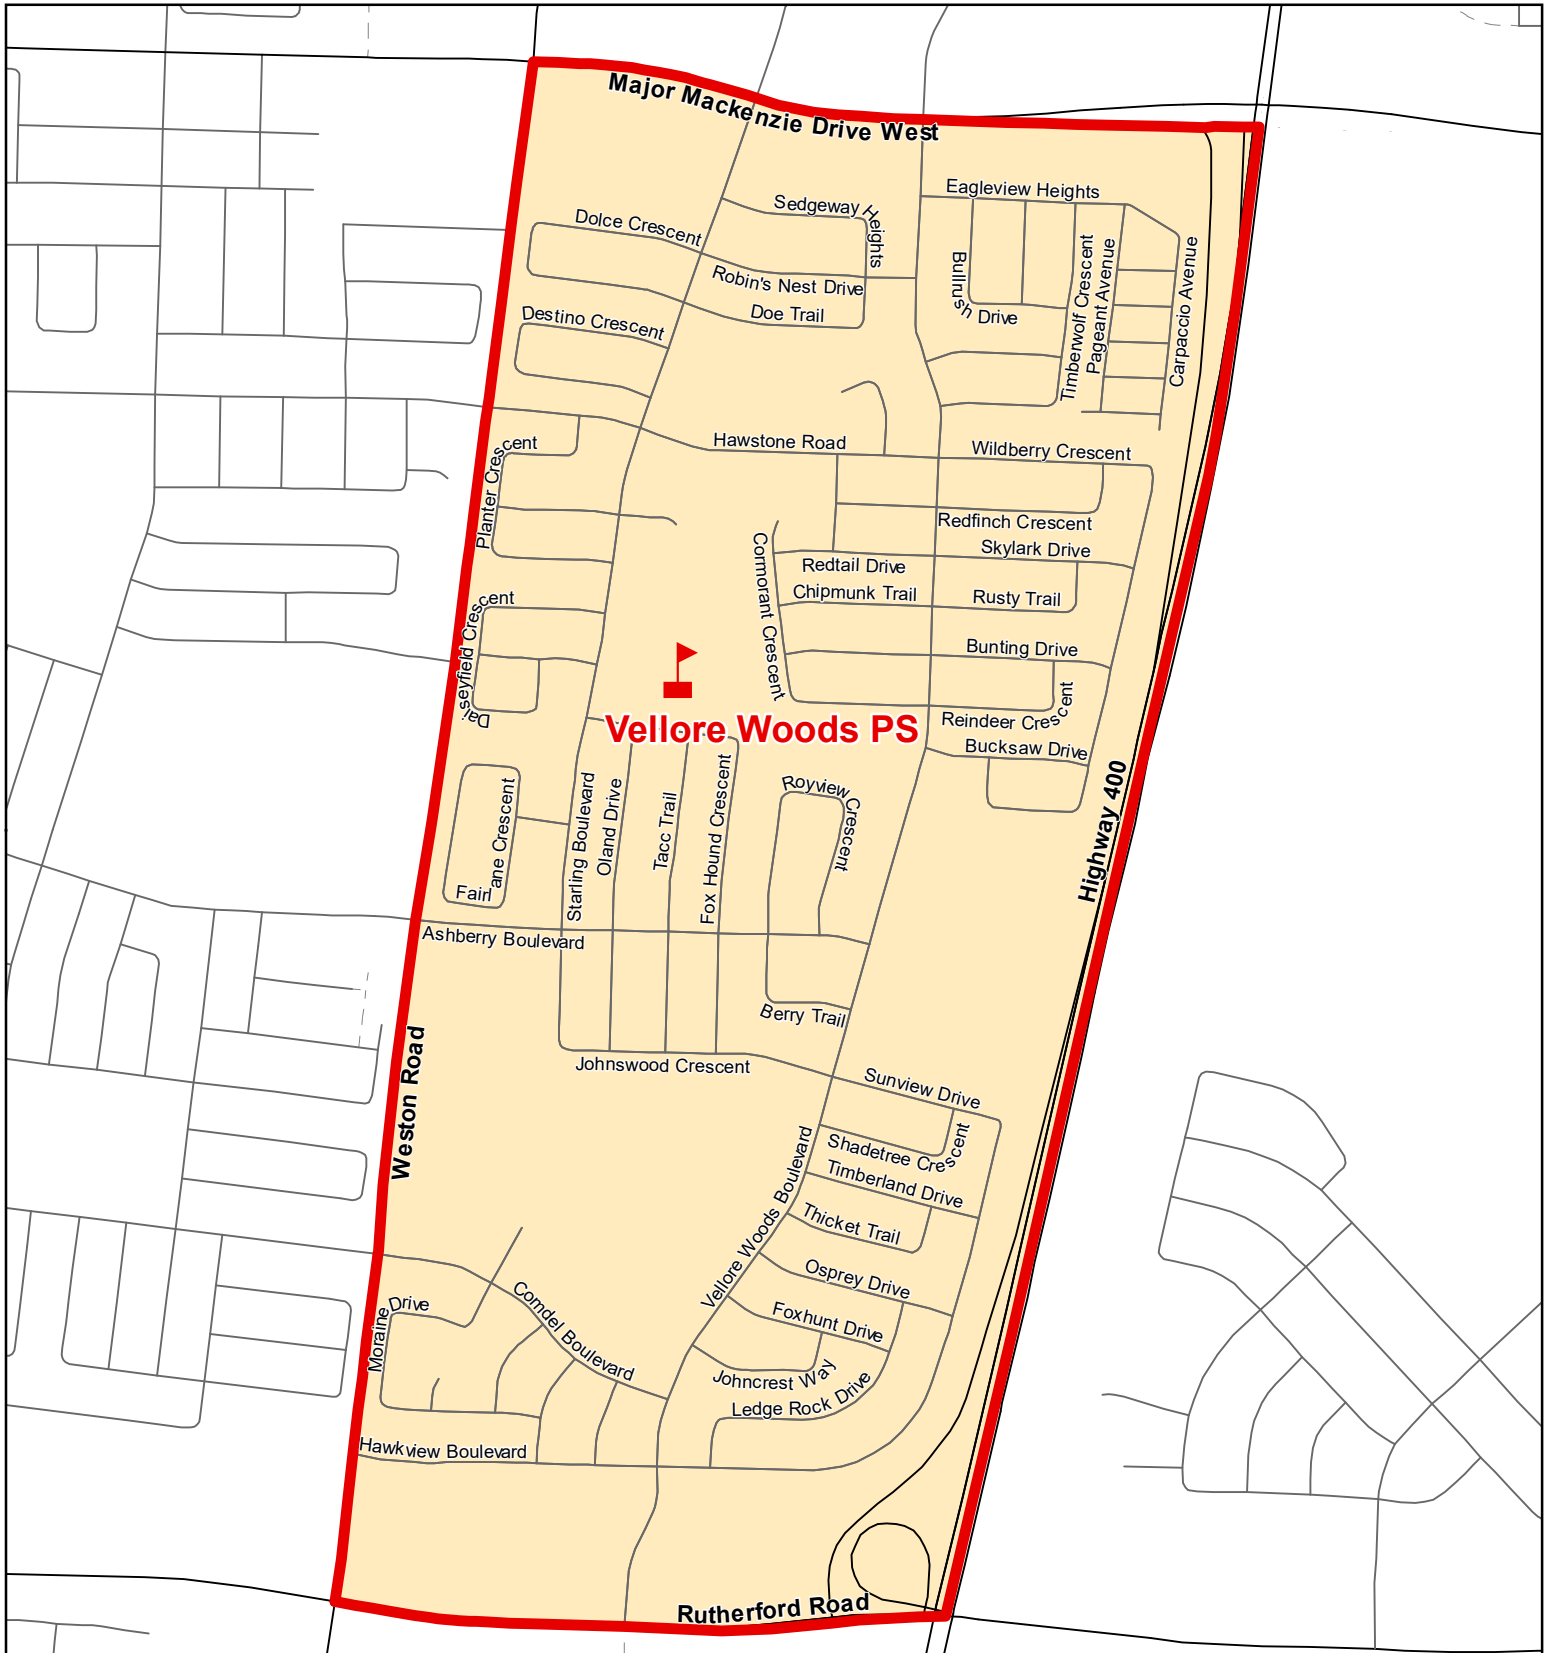 Major Mackenzie Drive West
Eagleview Heights
Sedgeway Heights
Dolce Crescent
Robin's Nest Drive
Doe Trail
Bullrush Drive
Timberwolf Crescent
Pageant Avenue
Carpaccio Avenue
Destino Crescent
Hawstone Road
Wildberry Crescent
Planter Crescent
Redfinch Crescent
Skylark Drive
Redtail Drive
Cormorant Crescent
Chipmunk Trail
Rusty Trail
Daiseyfield Crescent
Bunting Drive
Reindeer Crescent
Vellore Woods PS
Bucksaw Drive
Highway 400
Royview Crescent
Fairlane Crescent
Starling Boulevard
Oland Drive
Tacc Trail
Fox Hound Crescent
Ashberry Boulevard
Berry Trail
Weston Road
Johnswood Crescent
Sunview Drive
Shadetree Crescent
Timberland Drive
Vellore Woods Boulevard
Thicket Trail
Osprey Drive
Foxhunt Drive
Moraine Drive
Comdel Boulevard
Johncrest Way
Ledge Rock Drive
Hawkview Boulevard
Rutherford Road